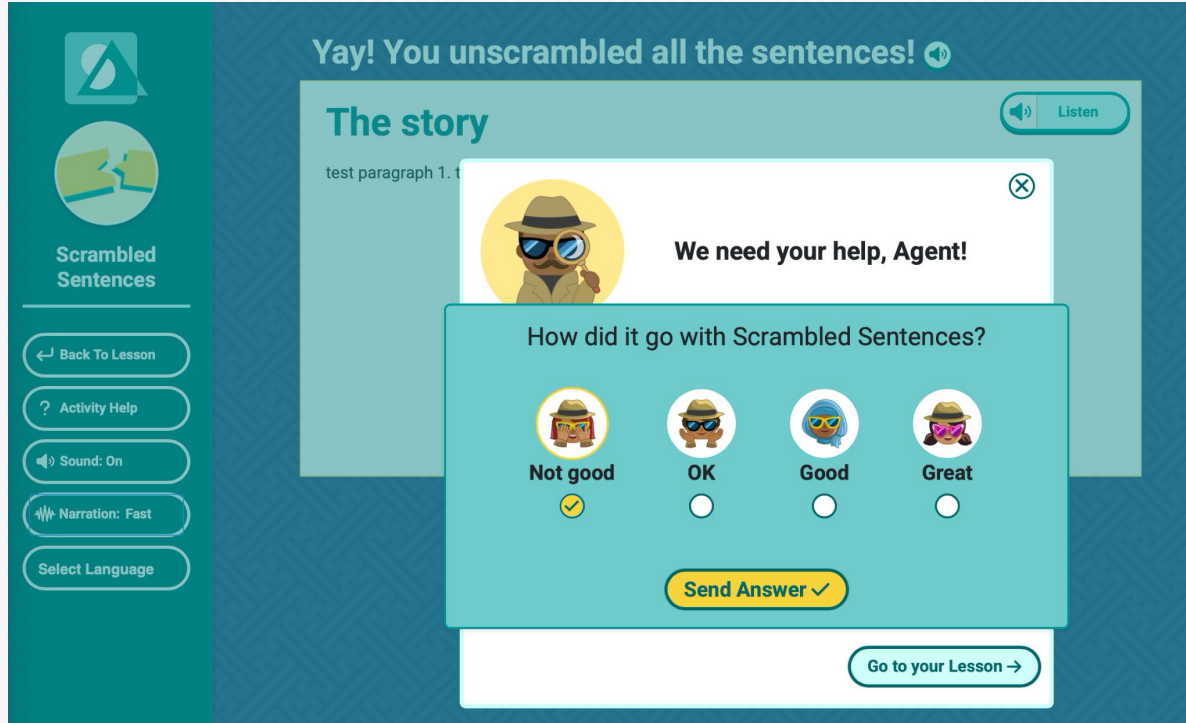 Yay! You unscrambled all the sentences!
Scrambled
Sentences
← Back To Lesson
? Activity Help
Sound: On
Narration: Fast
Select Language
The story
Listen
test paragraph 1.
We need your help, Agent!
How did it go with Scrambled Sentences?
Not good
OK
Good
Great
Send Answer ✓
Go to your Lesson →